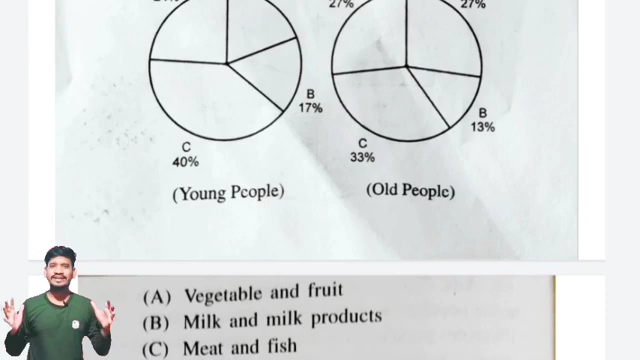 27%
27%
B
17%
B
13%
C
40%
C
33%
(Young People)
(Old People)
(A) Vegetable and fruit
(B) Milk and milk products
(C) Meat and fish